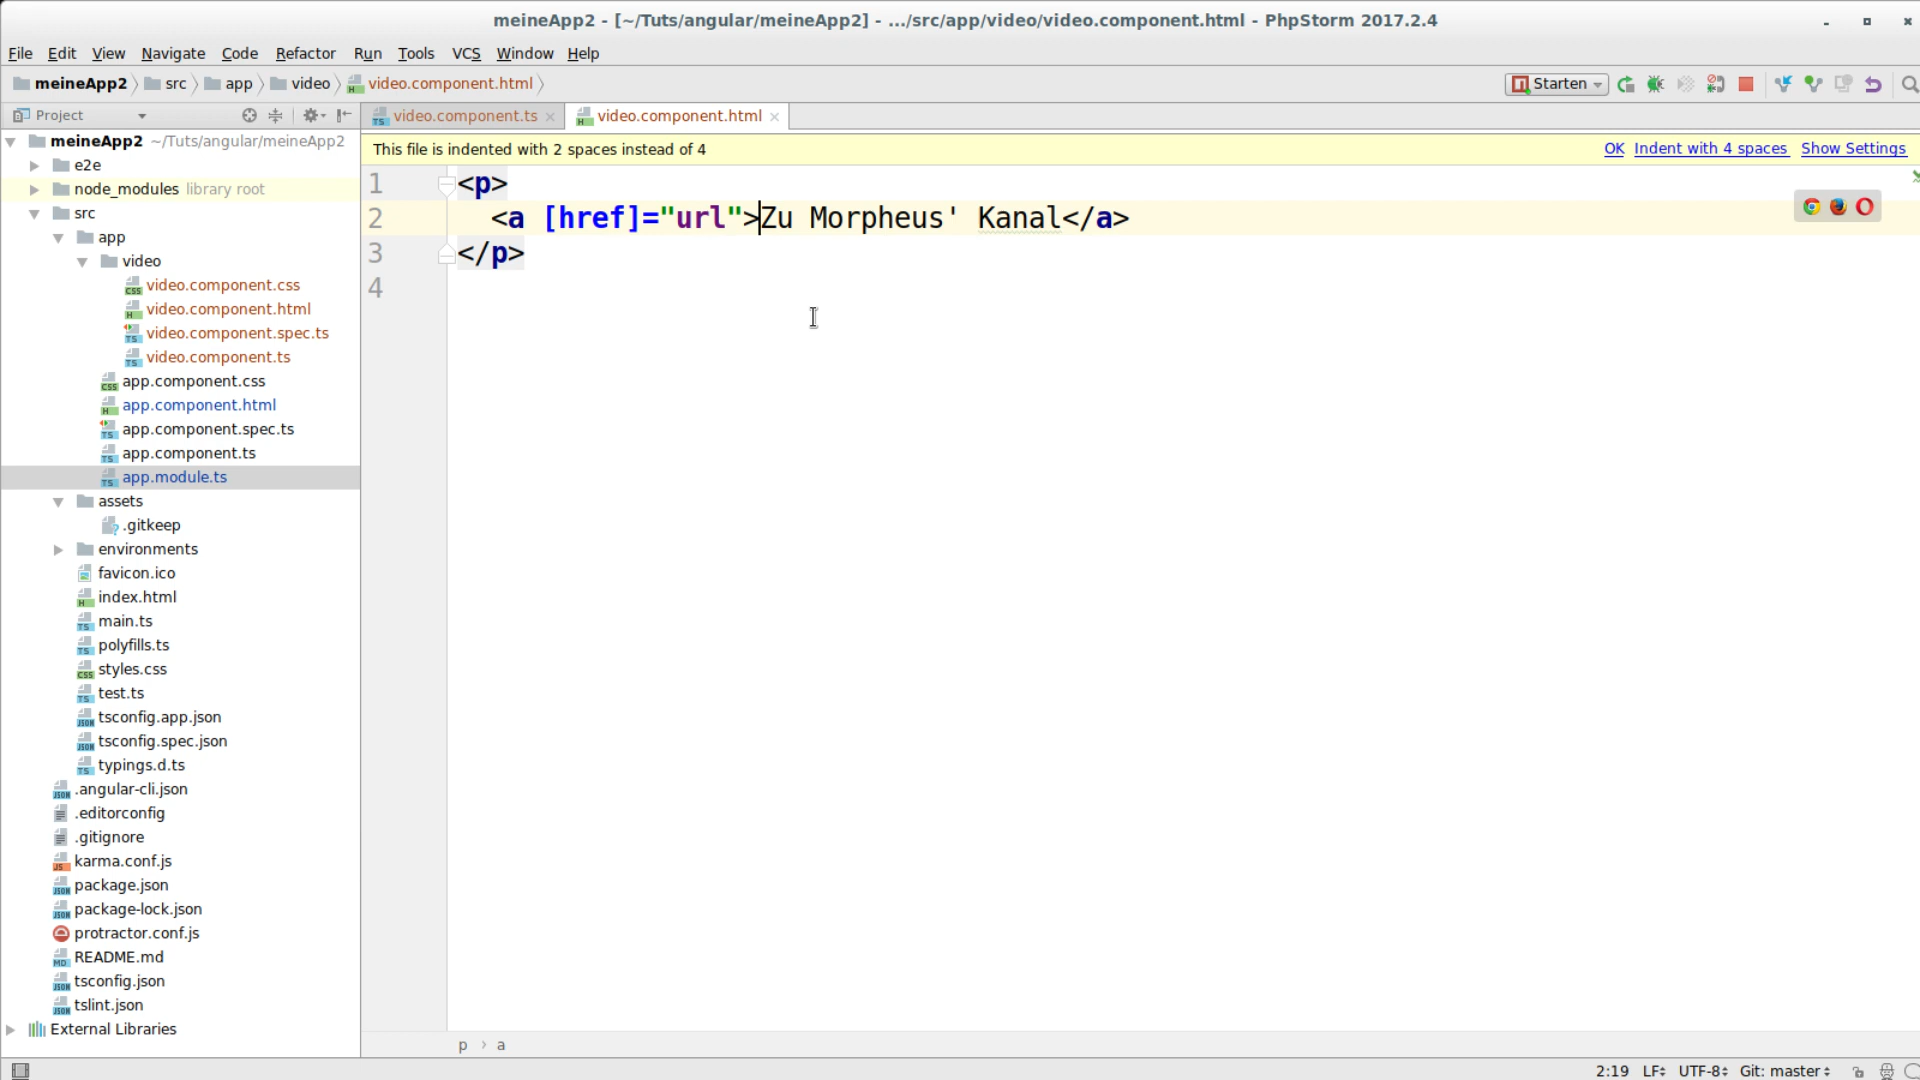 meineApp2 - [~/Tuts/angular/meineApp2] - .../src/app/video/video.component.html - PhpStorm 2017.2.4
File Edit View Navigate Code Refactor Run Tools VCS Window Help
meineApp2 src app video video.component.html Starten
Project
video.component.ts video.component.html
meineApp2 ~/Tuts/angular/meineApp2
This file is indented with 2 spaces instead of 4 OK Indent with 4 spaces Show Settings
e2e
node_modules library root
src
app
video
video.component.css
video.component.html
video.component.spec.ts
video.component.ts
app.component.css
app.component.html
app.component.spec.ts
app.component.ts
app.module.ts
assets
.gitkeep
environments
favicon.ico
index.html
main.ts
polyfills.ts
styles.css
test.ts
tsconfig.app.json
tsconfig.spec.json
typings.d.ts
.angular-cli.json
.editorconfig
.gitignore
karma.conf.js
package.json
package-lock.json
protractor.conf.js
README.md
tsconfig.json
tslint.json
External Libraries
1 <p>
2 <a [href]="url">Zu Morpheus' Kanal</a>
3 </p>
4
p › a
2:19 LF UTF-8 Git: master